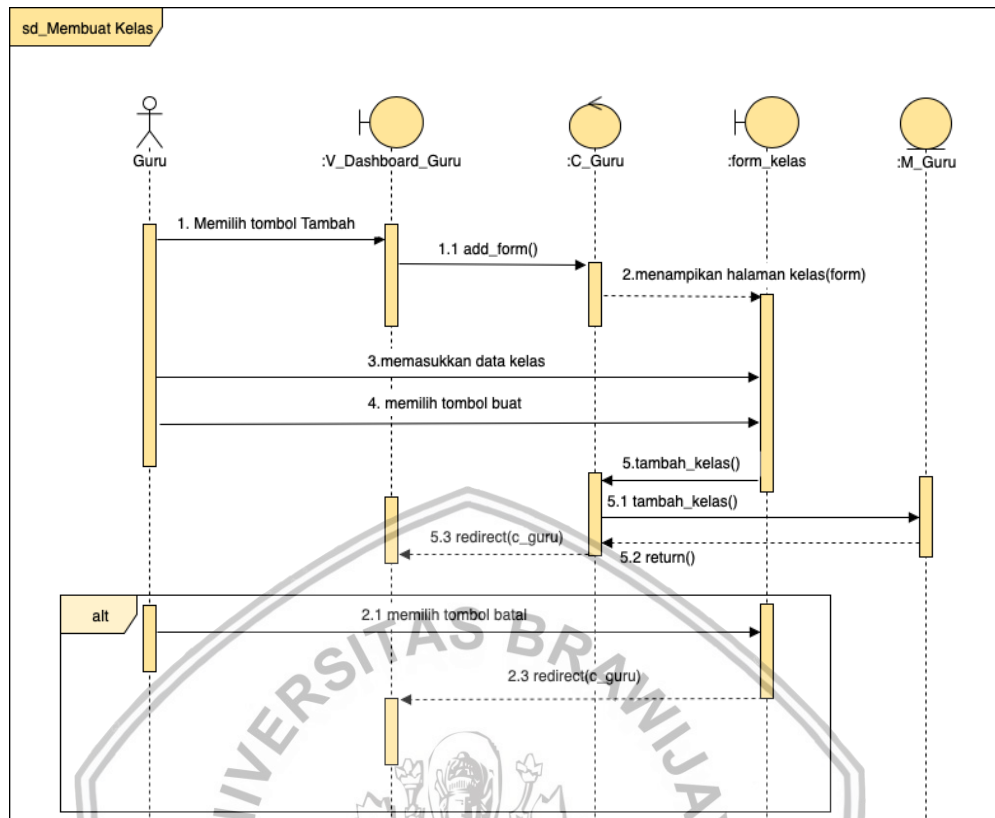 sd_Membuat Kelas
Guru
:V_Dashboard_Guru
:C_Guru
:form_kelas
:M_Guru
1. Memilih tombol Tambah
1.1 add_form()
2.menampikan halaman kelas(form)
3.memasukkan data kelas
4. memilih tombol buat
5.tambah_kelas()
5.1 tambah_kelas()
5.3 redirect(c_guru)
5.2 return()
alt
2.1 memilih tombol batal
2.3 redirect(c_guru)
UNIVERSITAS BRAWIJA